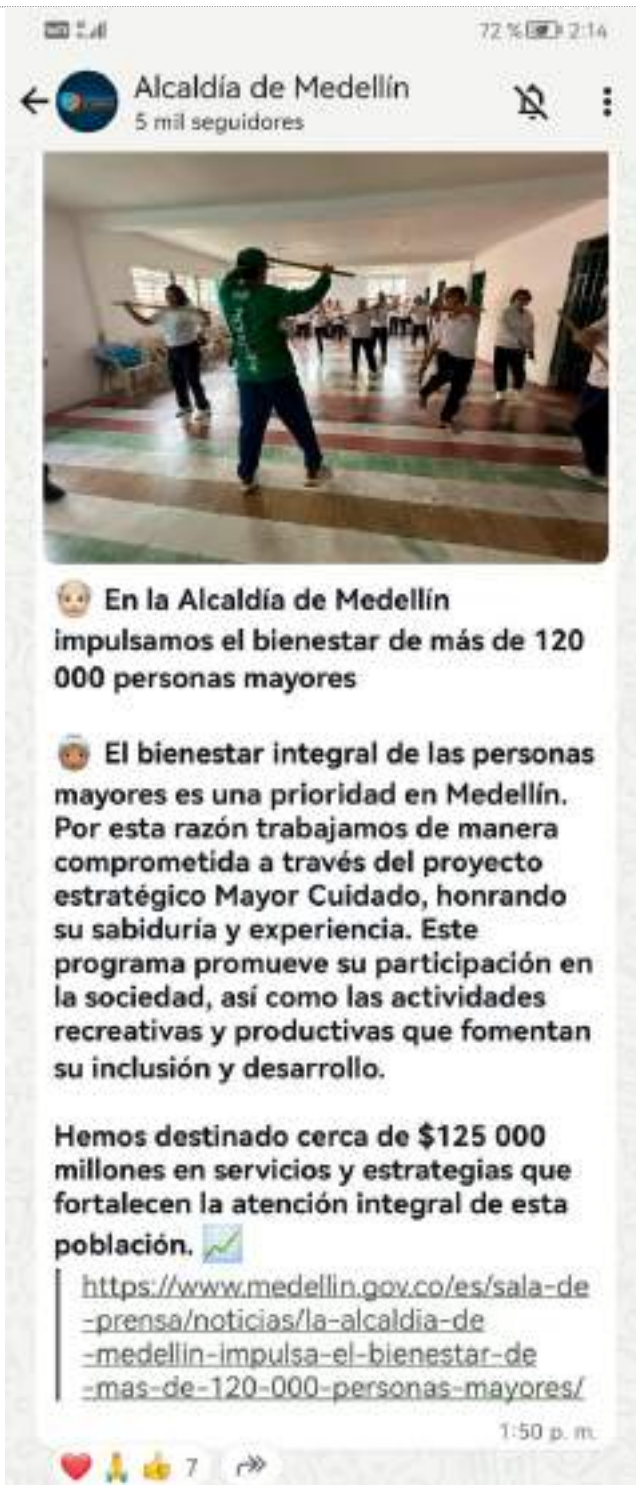 72 % 2:14
Alcaldía de Medellín
5 mil seguidores
En la Alcaldía de Medellín
impulsamos el bienestar de más de 120
000 personas mayores
El bienestar integral de las personas
mayores es una prioridad en Medellín.
Por esta razón trabajamos de manera
comprometida a través del proyecto
estratégico Mayor Cuidado, honrando
su sabiduría y experiencia. Este
programa promueve su participación en
la sociedad, así como las actividades
recreativas y productivas que fomentan
su inclusión y desarrollo.
Hemos destinado cerca de $125 000
millones en servicios y estrategias que
fortalecen la atención integral de esta
población.
https://www.medellin.gov.co/es/sala-de
-prensa/noticias/la-alcaldia-de
-medellin-impulsa-el-bienestar-de
-mas-de-120-000-personas-mayores/
1:50 p. m.
7